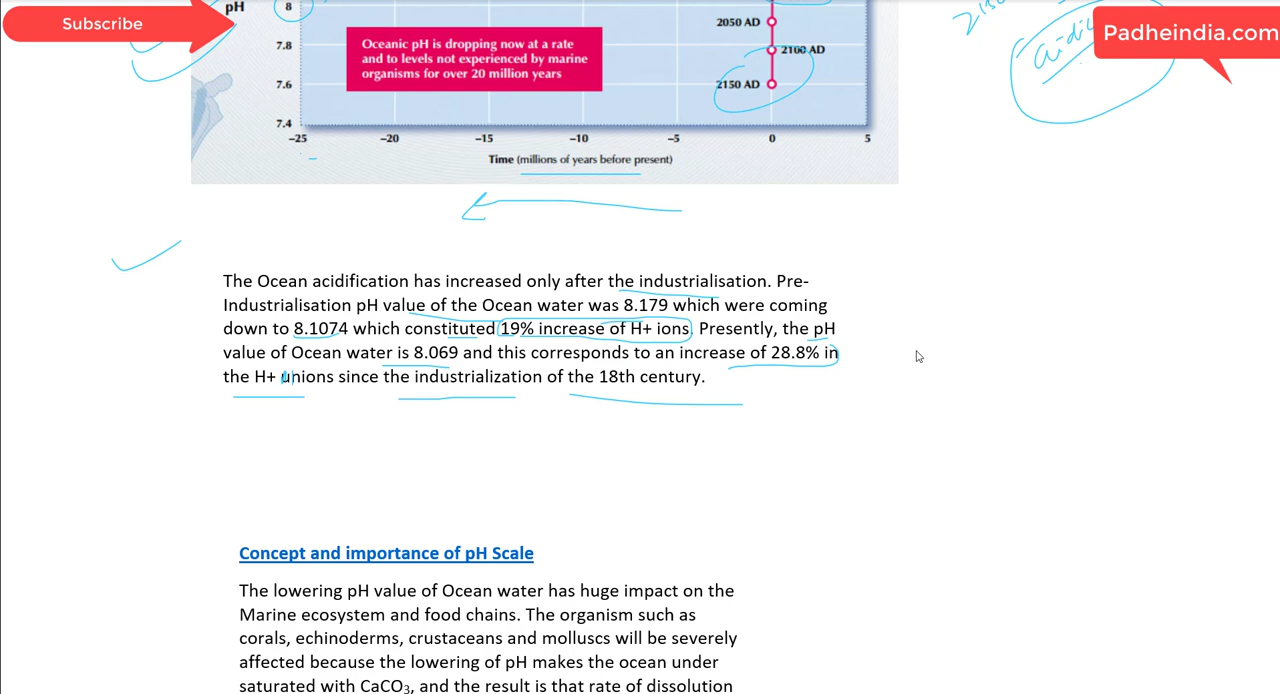 Subscribe
pH
8
7.8
7.6
7.4
Oceanic pH is dropping now at a rate
and to levels not experienced by marine
organisms for over 20 million years
2050 AD
2100 AD
2150 AD
-25 -20 -15 -10 -5 0 5
Time (millions of years before present)
Padheindia.com
The Ocean acidification has increased only after the industrialisation. Pre-
Industrialisation pH value of the Ocean water was 8.179 which were coming
down to 8.1074 which constituted 19% increase of H+ ions. Presently, the pH
value of Ocean water is 8.069 and this corresponds to an increase of 28.8% in
the H+ unions since the industrialization of the 18th century.
Concept and importance of pH Scale
The lowering pH value of Ocean water has huge impact on the
Marine ecosystem and food chains. The organism such as
corals, echinoderms, crustaceans and molluscs will be severely
affected because the lowering of pH makes the ocean under
saturated with CaCO₃, and the result is that rate of dissolution